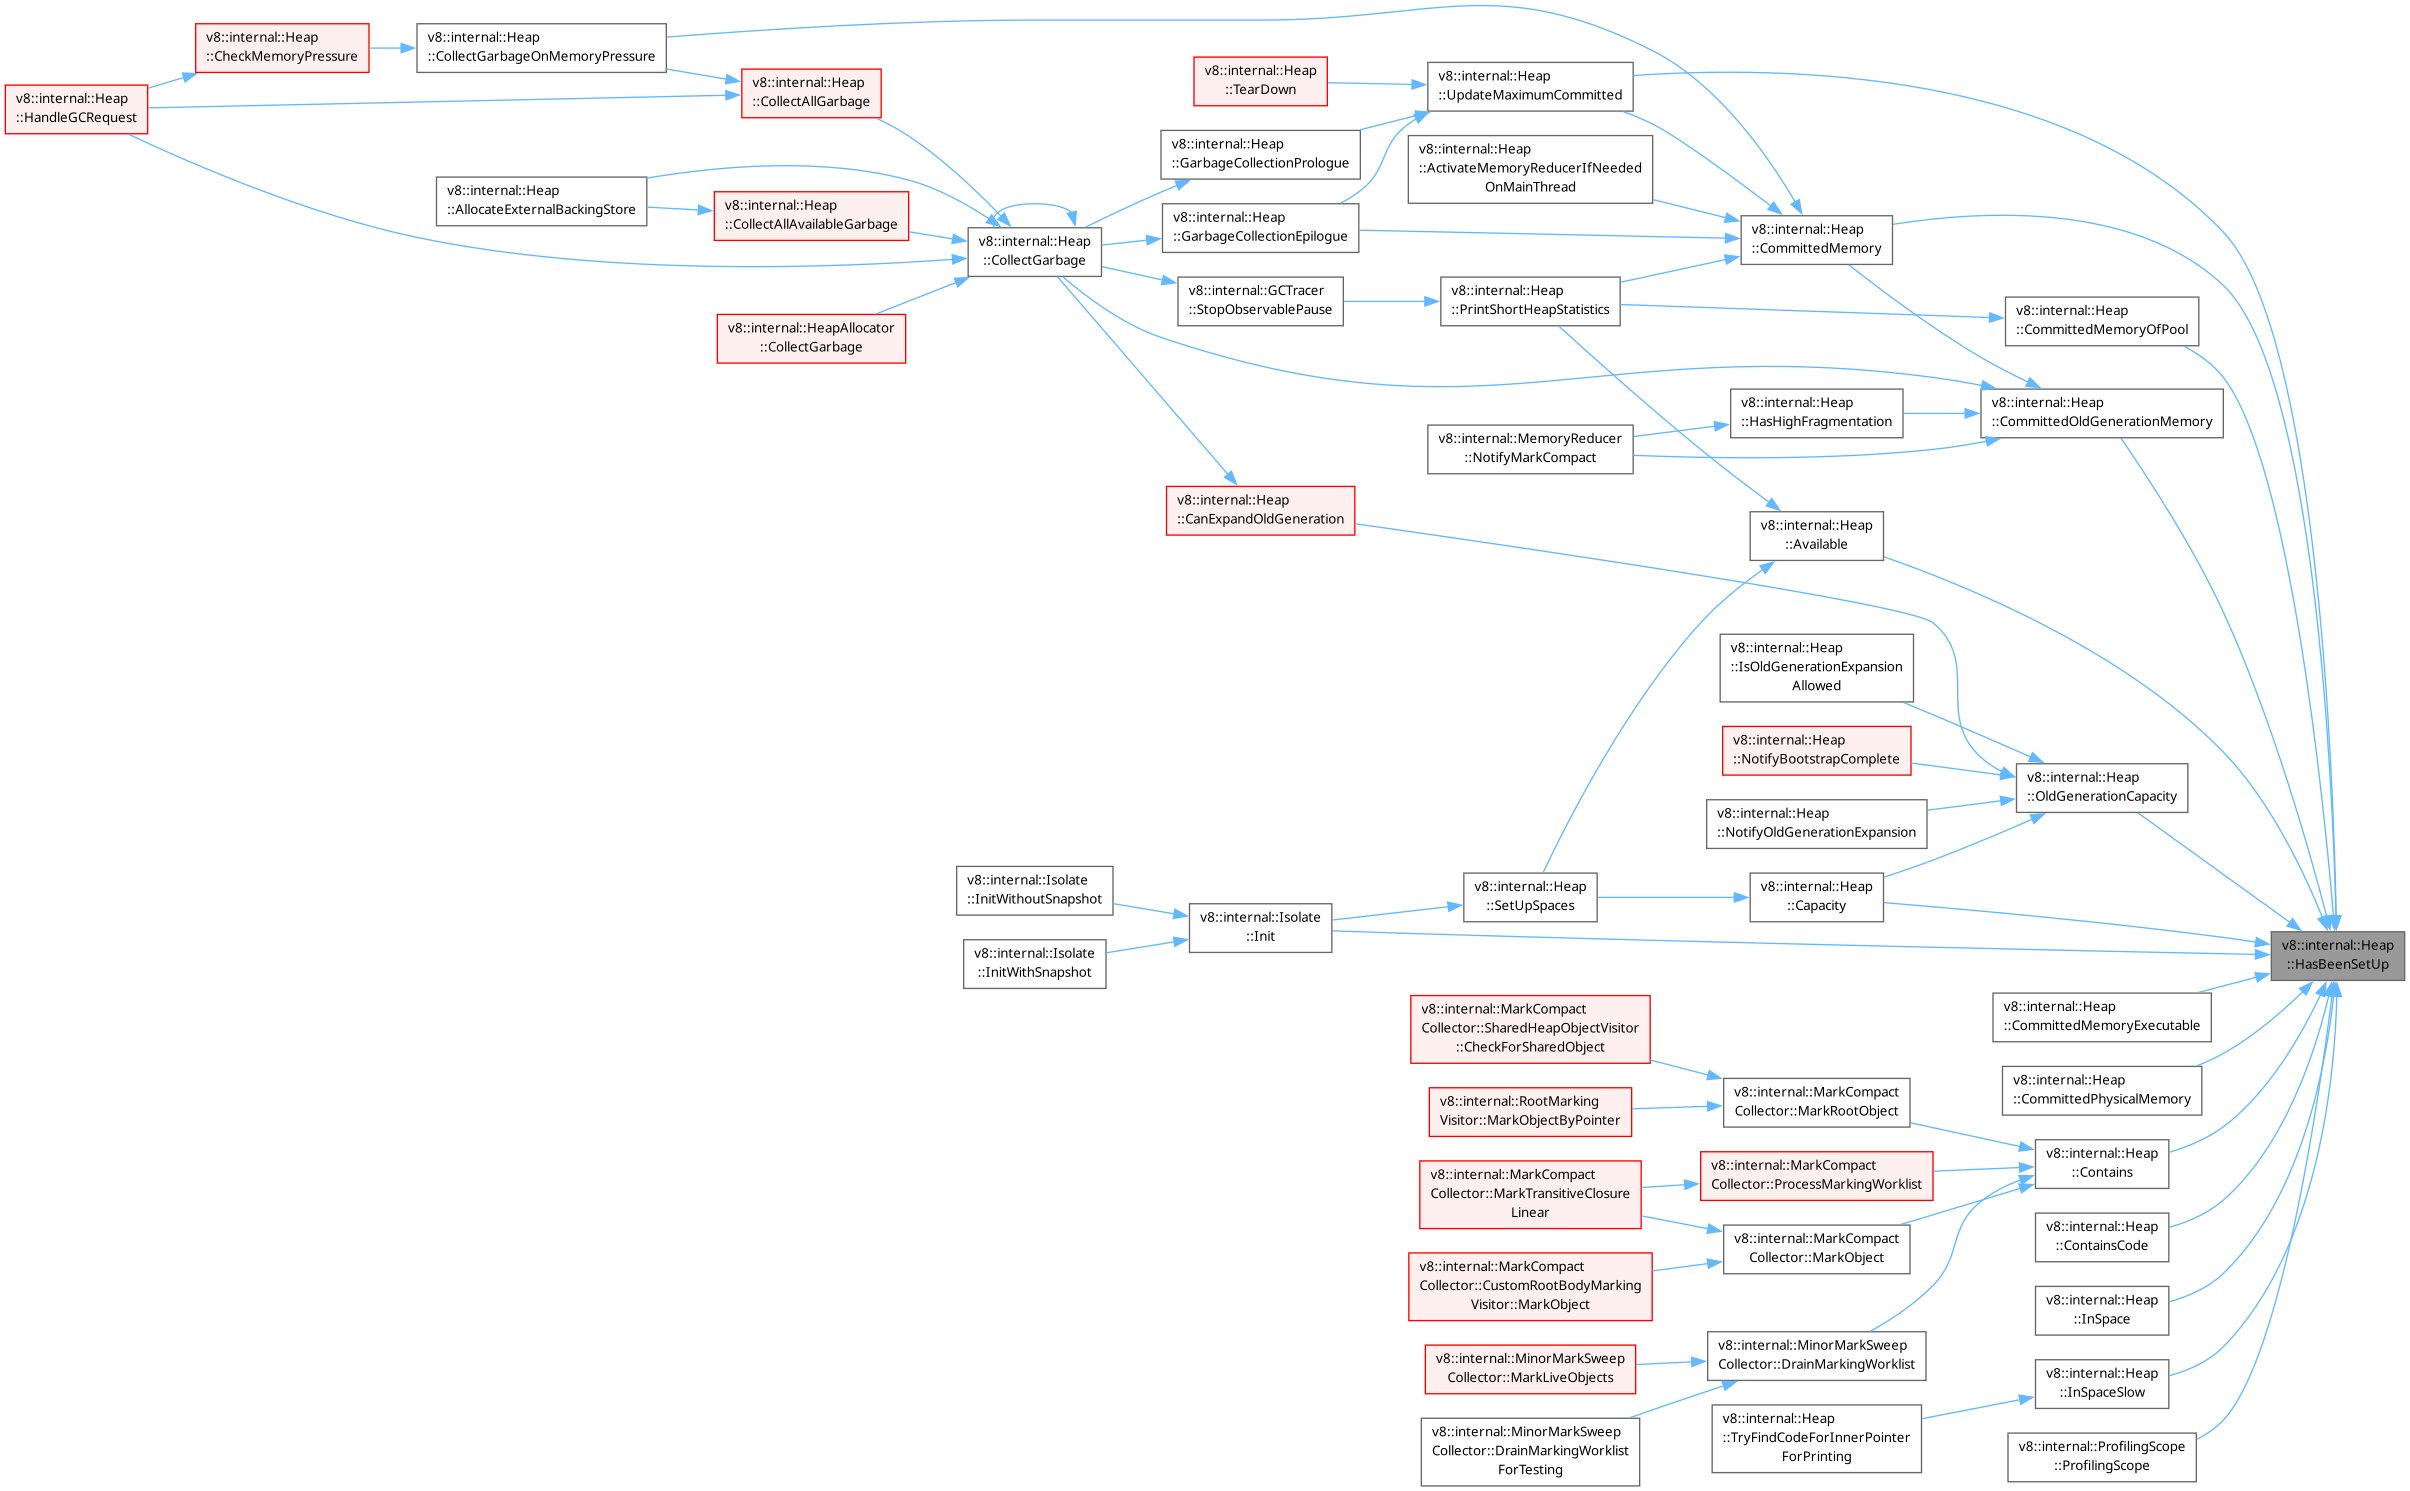 v8::internal::Heap
::CheckMemoryPressure
v8::internal::Heap
::CollectGarbageOnMemoryPressure
v8::internal::Heap
::HandleGCRequest
v8::internal::Heap
::CollectAllGarbage
v8::internal::Heap
::TearDown
v8::internal::Heap
::UpdateMaximumCommitted
v8::internal::Heap
::GarbageCollectionPrologue
v8::internal::Heap
::ActivateMemoryReducerIfNeeded
OnMainThread
v8::internal::Heap
::AllocateExternalBackingStore
v8::internal::Heap
::CollectAllAvailableGarbage
v8::internal::Heap
::CollectGarbage
v8::internal::Heap
::GarbageCollectionEpilogue
v8::internal::Heap
::CommittedMemory
v8::internal::GCTracer
::StopObservablePause
v8::internal::Heap
::PrintShortHeapStatistics
v8::internal::Heap
::CommittedMemoryOfPool
v8::internal::HeapAllocator
::CollectGarbage
v8::internal::Heap
::HasHighFragmentation
v8::internal::Heap
::CommittedOldGenerationMemory
v8::internal::MemoryReducer
::NotifyMarkCompact
v8::internal::Heap
::CanExpandOldGeneration
v8::internal::Heap
::Available
v8::internal::Heap
::IsOldGenerationExpansion
Allowed
v8::internal::Heap
::NotifyBootstrapComplete
v8::internal::Heap
::OldGenerationCapacity
v8::internal::Heap
::NotifyOldGenerationExpansion
v8::internal::Isolate
::InitWithoutSnapshot
v8::internal::Heap
::SetUpSpaces
v8::internal::Heap
::Capacity
v8::internal::Isolate
::Init
v8::internal::Isolate
::InitWithSnapshot
v8::internal::Heap
::HasBeenSetUp
v8::internal::MarkCompact
Collector::SharedHeapObjectVisitor
::CheckForSharedObject
v8::internal::Heap
::CommittedMemoryExecutable
v8::internal::Heap
::CommittedPhysicalMemory
v8::internal::RootMarking
Visitor::MarkObjectByPointer
v8::internal::MarkCompact
Collector::MarkRootObject
v8::internal::Heap
::Contains
v8::internal::MarkCompact
Collector::MarkTransitiveClosure
Linear
v8::internal::MarkCompact
Collector::ProcessMarkingWorklist
v8::internal::MarkCompact
Collector::MarkObject
v8::internal::Heap
::ContainsCode
v8::internal::MarkCompact
Collector::CustomRootBodyMarking
Visitor::MarkObject
v8::internal::Heap
::InSpace
v8::internal::MinorMarkSweep
Collector::MarkLiveObjects
v8::internal::MinorMarkSweep
Collector::DrainMarkingWorklist
v8::internal::Heap
::InSpaceSlow
v8::internal::MinorMarkSweep
Collector::DrainMarkingWorklist
ForTesting
v8::internal::Heap
::TryFindCodeForInnerPointer
ForPrinting
v8::internal::ProfilingScope
::ProfilingScope